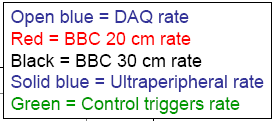 Open blue = DAQ rate
Red = BBC 20 cm rate
Black = BBC 30 cm rate
Solid blue = Ultraperipheral rate
Green = Control triggers rate